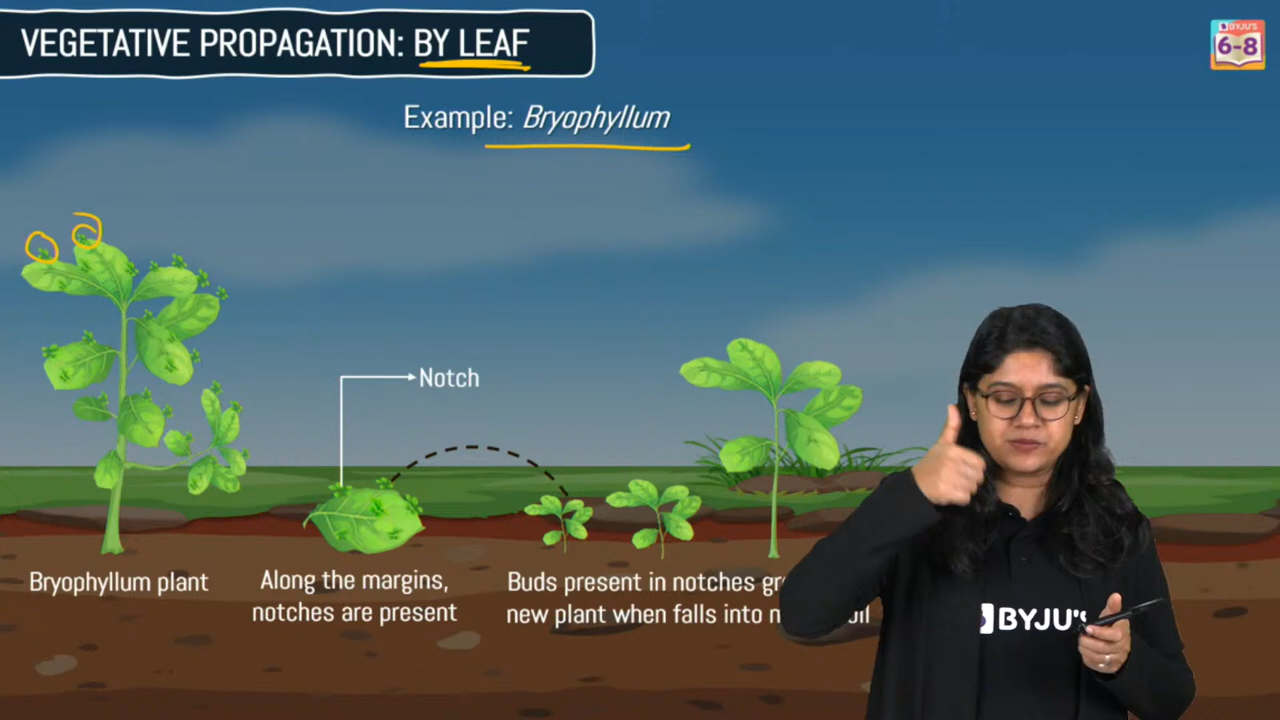 VEGETATIVE PROPAGATION: BY LEAF
BYJU'S
6-8
Example: Bryophyllum
Notch
Bryophyllum plant
Along the margins,
notches are present
Buds present in notches
new plant when falls into
BYJU's